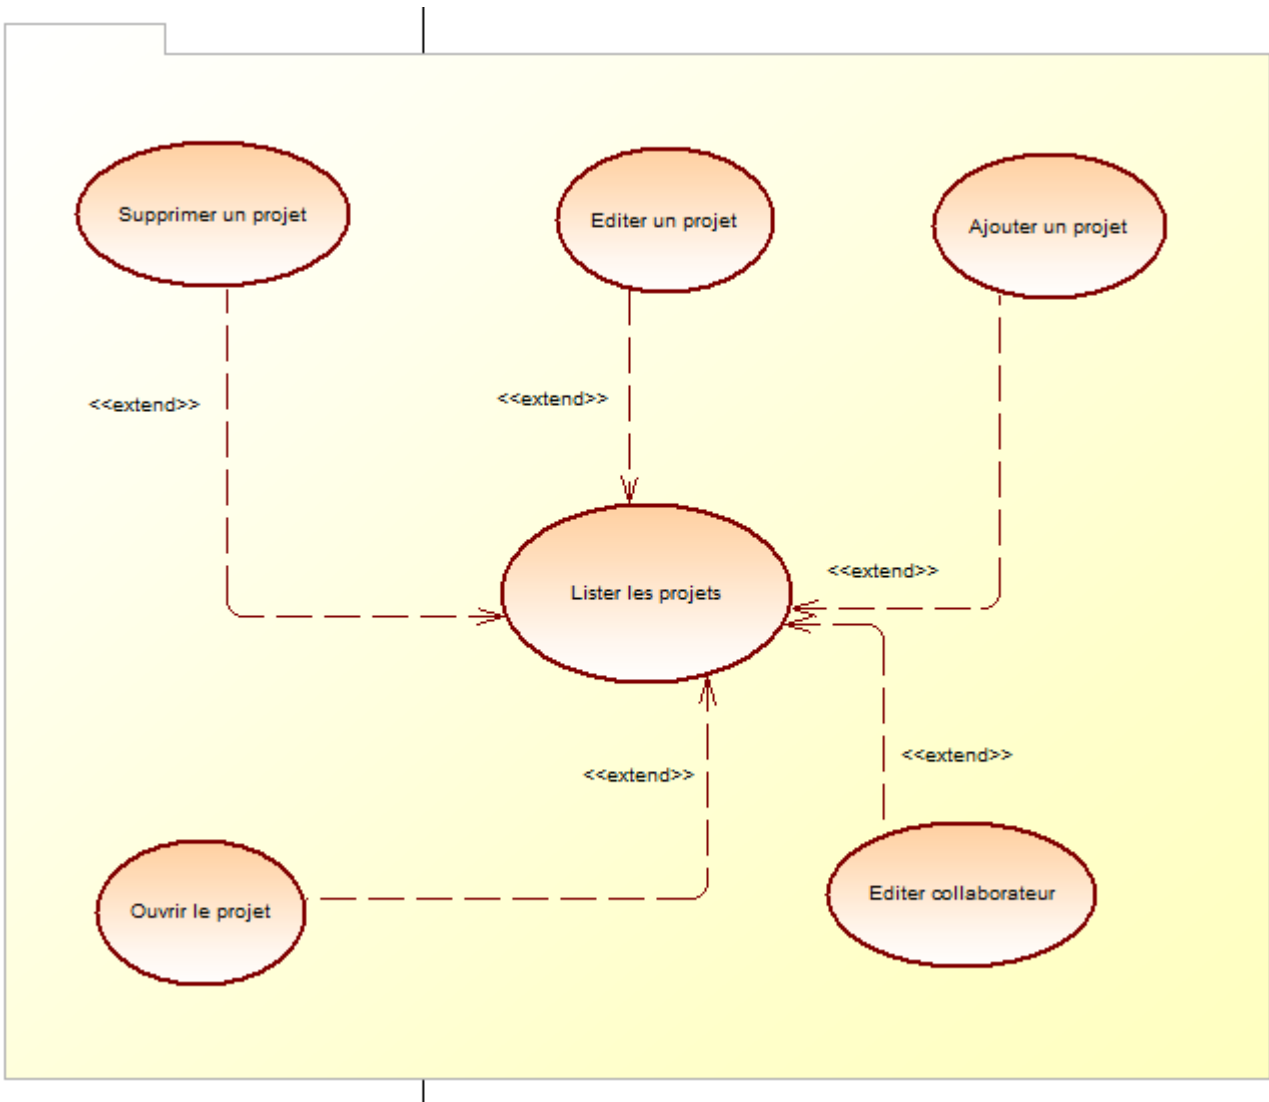 Supprimer un projet
Editer un projet
Ajouter un projet
<<extend>>
<<extend>>
<<extend>>
Lister les projets
<<extend>>
<<extend>>
Ouvrir le projet
Editer collaborateur